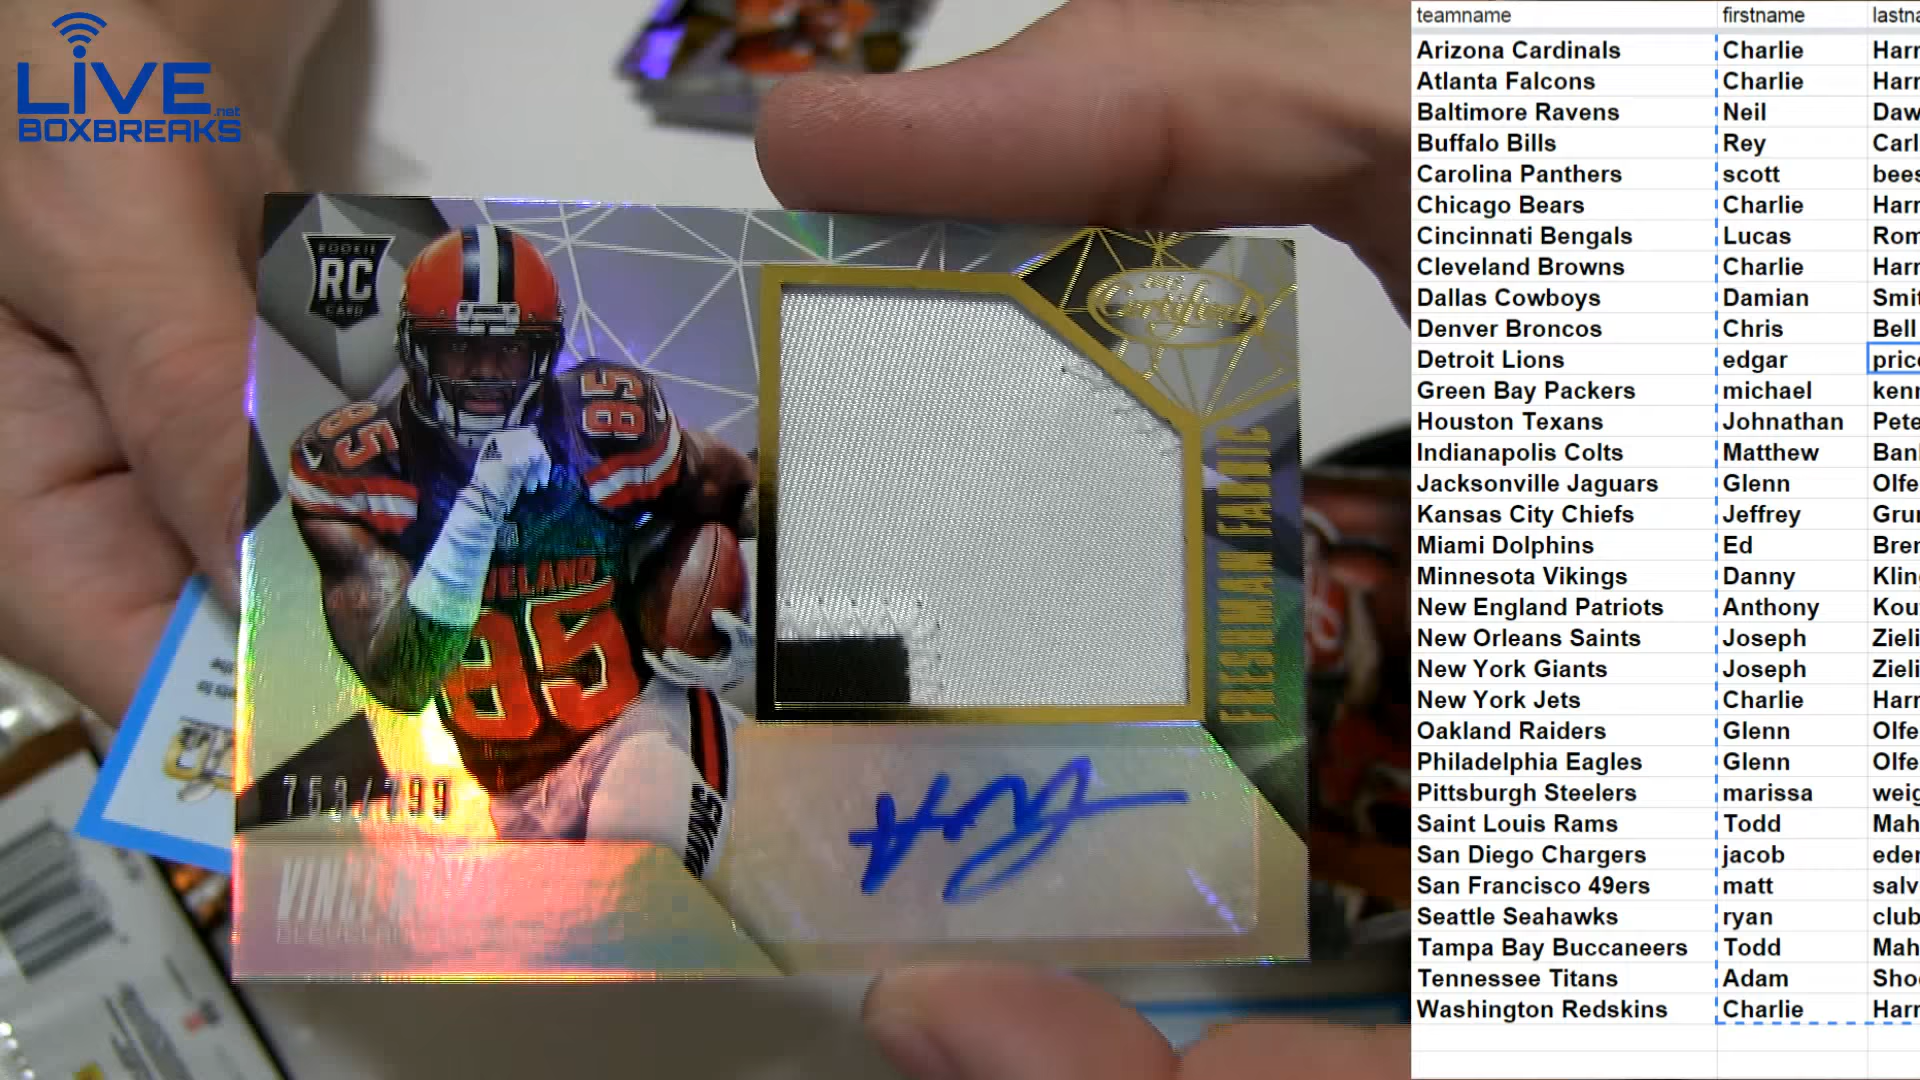 LIVE
.net
BOXBREAKS
ROOKIE
RC
CARD
Certified
85
85
85
FRESHMAN FABRIC
BROWNS
CLEVELAND
teamname firstname
Arizona Cardinals Charlie
Atlanta Falcons Charlie
Baltimore Ravens Neil
Buffalo Bills Rey
Carolina Panthers scott
Chicago Bears Charlie
Cincinnati Bengals Lucas
Cleveland Browns Charlie
Dallas Cowboys Damian
Denver Broncos Chris Bell
Detroit Lions edgar
Green Bay Packers michael
Houston Texans Johnathan
Indianapolis Colts Matthew
Jacksonville Jaguars Glenn
Kansas City Chiefs Jeffrey
Miami Dolphins Ed
Minnesota Vikings Danny
New England Patriots Anthony
New Orleans Saints Joseph
New York Giants Joseph
New York Jets Charlie
Oakland Raiders Glenn
Philadelphia Eagles Glenn
Pittsburgh Steelers marissa
Saint Louis Rams Todd
San Diego Chargers jacob
San Francisco 49ers matt
Seattle Seahawks ryan
Tampa Bay Buccaneers Todd
Tennessee Titans Adam
Washington Redskins Charlie